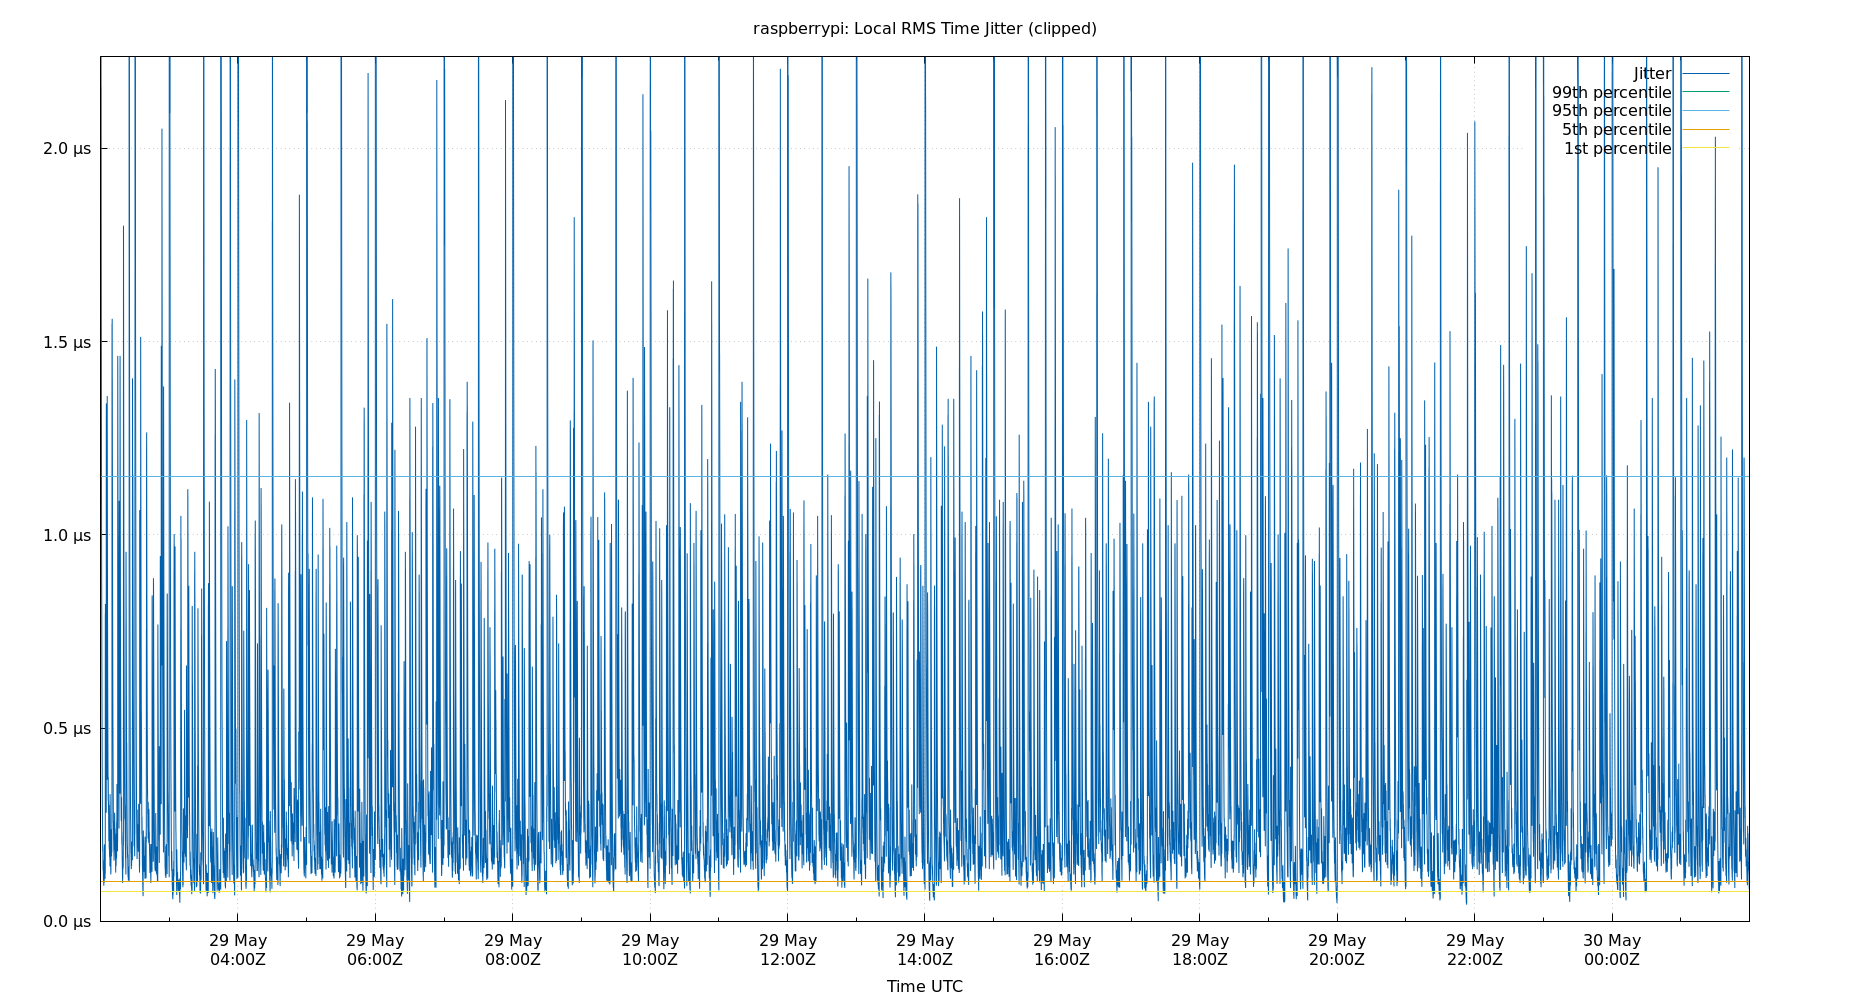 raspberrypi: Local RMS Time Jitter (clipped)
Jitter
99th percentile
95th percentile
5th percentile
1st percentile
2.0 μs
1.5 μs
1.0 μs
0.5 μs
0.0 μs
29 May 29 May 29 May 29 May 29 May 29 May 29 May 29 May 29 May 29 May 30 May
04:00Z 06:00Z 08:00Z 10:00Z 12:00Z 14:00Z 16:00Z 18:00Z 20:00Z 22:00Z 00:00Z
Time UTC